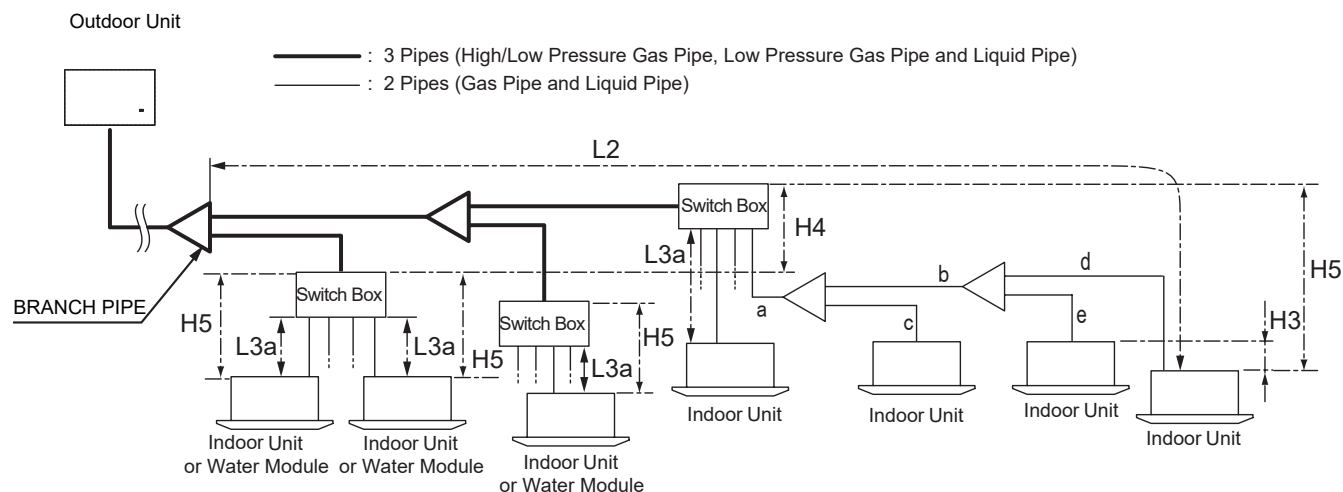 Outdoor Unit
: 3 Pipes (High/Low Pressure Gas Pipe, Low Pressure Gas Pipe and Liquid Pipe)
: 2 Pipes (Gas Pipe and Liquid Pipe)
L2
Switch Box
H4
L3a
H5
b
d
a
c
e
H3
BRANCH PIPE
Switch Box
H5
L3a
L3a
H5
Switch Box
H5
L3a
Indoor Unit
Indoor Unit
Indoor Unit
Indoor Unit
Indoor Unit
or Water Module
Indoor Unit
or Water Module
Indoor Unit
or Water Module